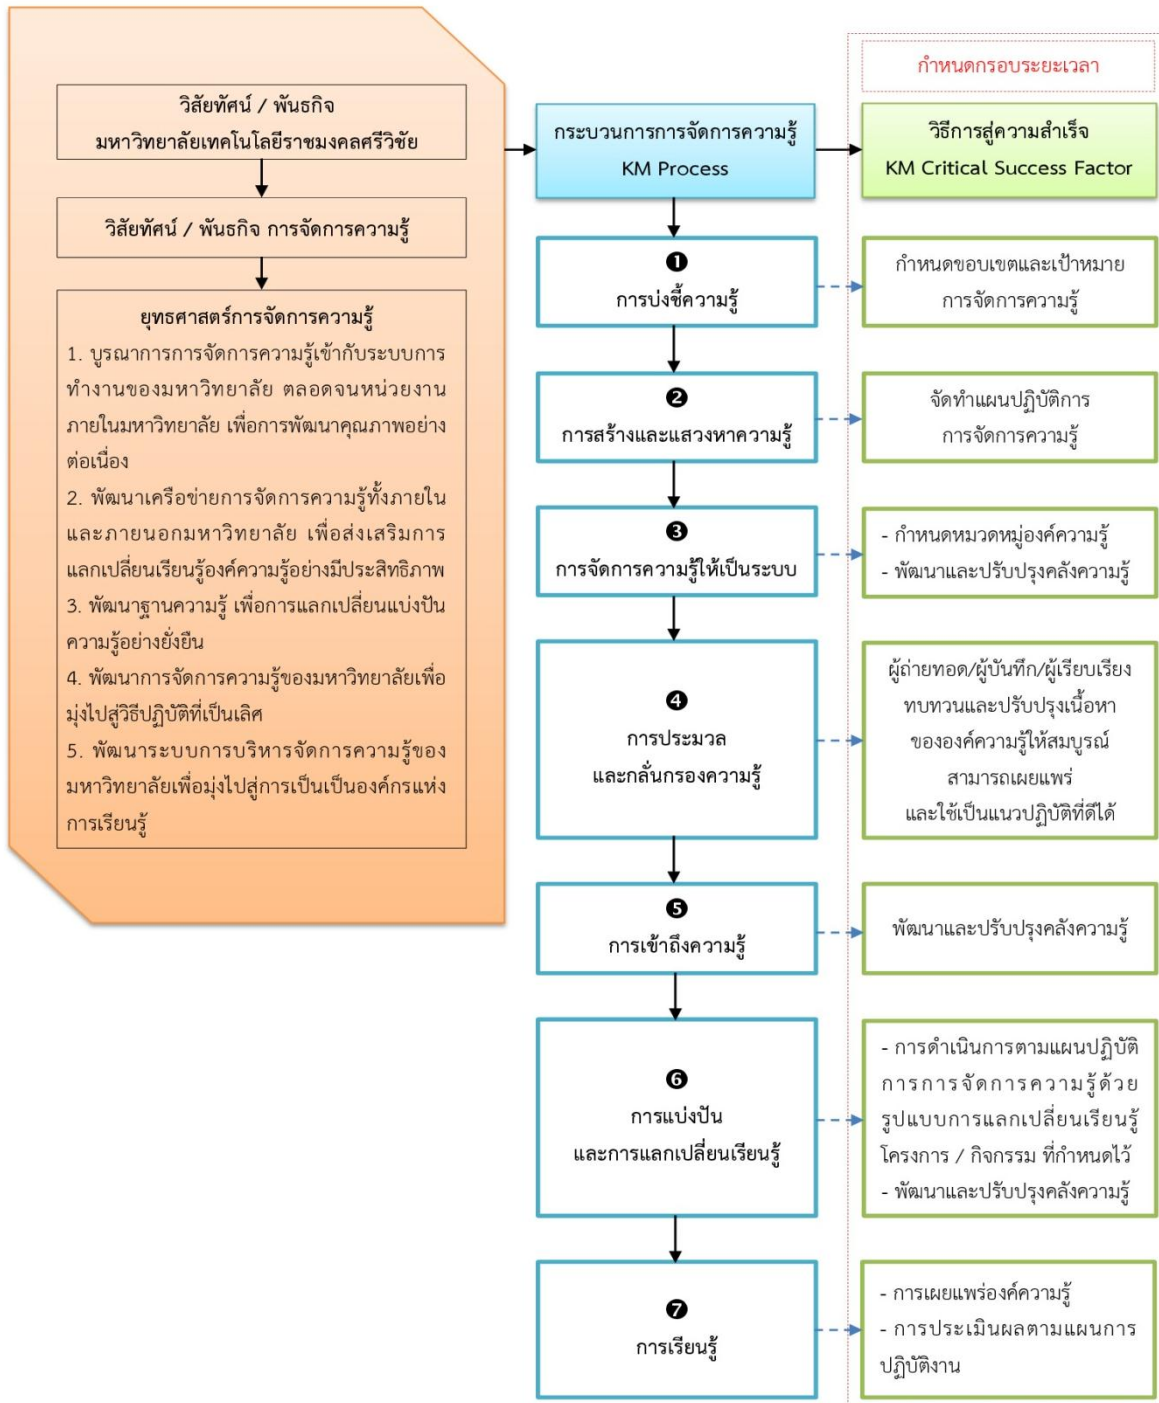 วิสัยทัศน์ / พันธกิจ
มหาวิทยาลัยเทคโนโลยีราชมงคลศรีวิชัย
วิสัยทัศน์ / พันธกิจ การจัดการความรู้
ยุทธศาสตร์การจัดการความรู้
1. บูรณาการการจัดการความรู้เข้ากับระบบการ
ทำงานของมหาวิทยาลัย ตลอดจนหน่วยงาน
ภายในมหาวิทยาลัย เพื่อการพัฒนาคุณภาพอย่าง
ต่อเนื่อง
2. พัฒนาเครือข่ายการจัดการความรู้ทั้งภายใน
และภายนอกมหาวิทยาลัย เพื่อส่งเสริมการ
แลกเปลี่ยนเรียนรู้องค์ความรู้อย่างมีประสิทธิภาพ
3. พัฒนาฐานความรู้ เพื่อการแลกเปลี่ยนแบ่งปัน
ความรู้อย่างยั่งยืน
4. พัฒนาการจัดการความรู้ของมหาวิทยาลัยเพื่อ
มุ่งไปสู่วิธีปฏิบัติที่เป็นเลิศ
5. พัฒนาระบบการบริหารจัดการความรู้ของ
มหาวิทยาลัยเพื่อมุ่งไปสู่การเป็นเป็นองค์กรแห่ง
การเรียนรู้
กระบวนการการจัดการความรู้
KM Process
❶
การบ่งชี้ความรู้
❷
การสร้างและแสวงหาความรู้
❸
การจัดการความรู้ให้เป็นระบบ
❹
การประมวล
และกลั่นกรองความรู้
❺
การเข้าถึงความรู้
❻
การแบ่งปัน
และการแลกเปลี่ยนเรียนรู้
❼
การเรียนรู้
กำหนดกรอบระยะเวลา
วิธีการสู่ความสำเร็จ
KM Critical Success Factor
กำหนดขอบเขตและเป้าหมาย
การจัดการความรู้
จัดทำแผนปฏิบัติการ
การจัดการความรู้
- กำหนดหมวดหมู่องค์ความรู้
- พัฒนาและปรับปรุงคลังความรู้
ผู้ถ่ายทอด/ผู้บันทึก/ผู้เรียบเรียง
ทบทวนและปรับปรุงเนื้อหา
ขององค์ความรู้ให้สมบูรณ์
สามารถเผยแพร่
และใช้เป็นแนวปฏิบัติที่ดีได้
พัฒนาและปรับปรุงคลังความรู้
- การดำเนินการตามแผนปฏิบัติ
การการจัดการความรู้ด้วย
รูปแบบการแลกเปลี่ยนเรียนรู้
โครงการ / กิจกรรม ที่กำหนดไว้
- พัฒนาและปรับปรุงคลังความรู้
- การเผยแพร่องค์ความรู้
- การประเมินผลตามแผนการ
ปฏิบัติงาน